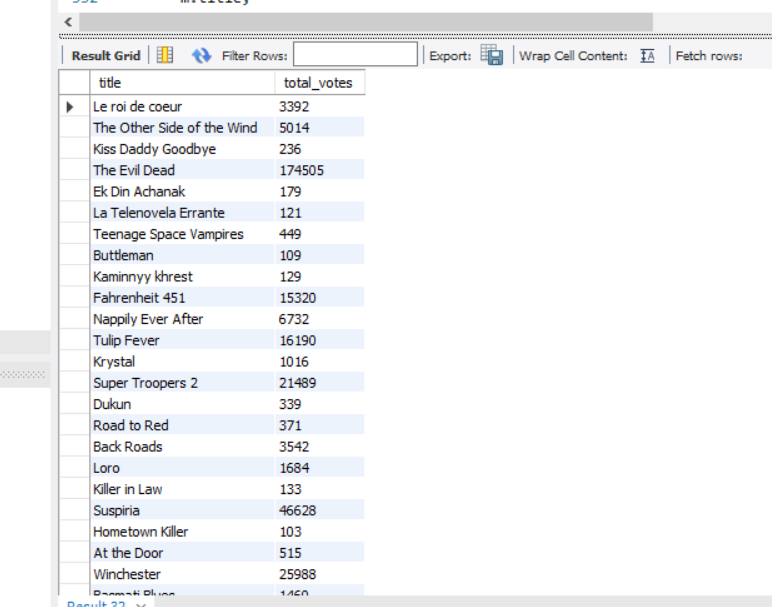 Result Grid Filter Rows: Export: Wrap Cell Content: Fetch rows:
title total_votes
Le roi de coeur 3392
The Other Side of the Wind 5014
Kiss Daddy Goodbye 236
The Evil Dead 174505
Ek Din Achanak 179
La Telenovela Errante 121
Teenage Space Vampires 449
Buttleman 109
Kaminnyy khrest 129
Fahrenheit 451 15320
Nappily Ever After 6732
Tulip Fever 16190
Krystal 1016
Super Troopers 2 21489
Dukun 339
Road to Red 371
Back Roads 3542
Loro 1684
Killer in Law 133
Suspiria 46628
Hometown Killer 103
At the Door 515
Winchester 25988
Basmati Blues 1460
Result 32